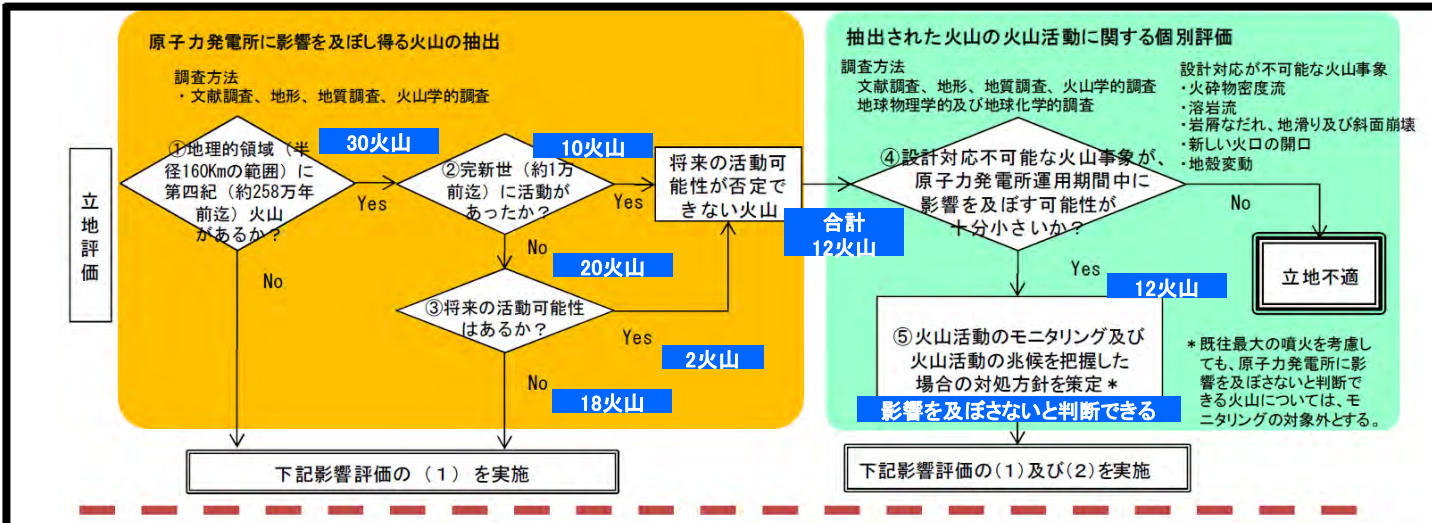 原子力発電所に影響を及ぼし得る火山の抽出
調査方法
・文献調査、地形、地質調査、火山学的調査
立地評価
①地理的領域（半
径160Kmの範囲）に
第四紀（約258万年
前迄）火山
があるか？
30火山
Yes
No
②完新世（約1万
前迄）に活動が
あったか？
10火山
Yes
No
20火山
③将来の活動可能性
はあるか？
Yes
2火山
No
18火山
将来の活動可
能性が否定で
きない火山
合計
12火山
下記影響評価の（1）を実施
抽出された火山の火山活動に関する個別評価
調査方法
文献調査、地形、地質調査、火山学的調査
地球物理学的及び地球化学的調査
設計対応が不可能な火山事象
・火砕物密度流
・溶岩流
・岩屑なだれ、地滑り及び斜面崩壊
・新しい火口の開口
・地殻変動
④設計対応不可能な火山事象が、
原子力発電所運用期間中に
影響を及ぼす可能性が
十分小さいか？
No
立地不適
Yes
12火山
⑤火山活動のモニタリング及び
火山活動の兆候を把握した
場合の対処方針を策定＊
影響を及ぼさないと判断できる
＊既往最大の噴火を考慮し
ても、原子力発電所に影
響を及ぼさないと判断で
きる火山については、モ
ニタリングの対象外とする。
下記影響評価の(1)及び(2)を実施